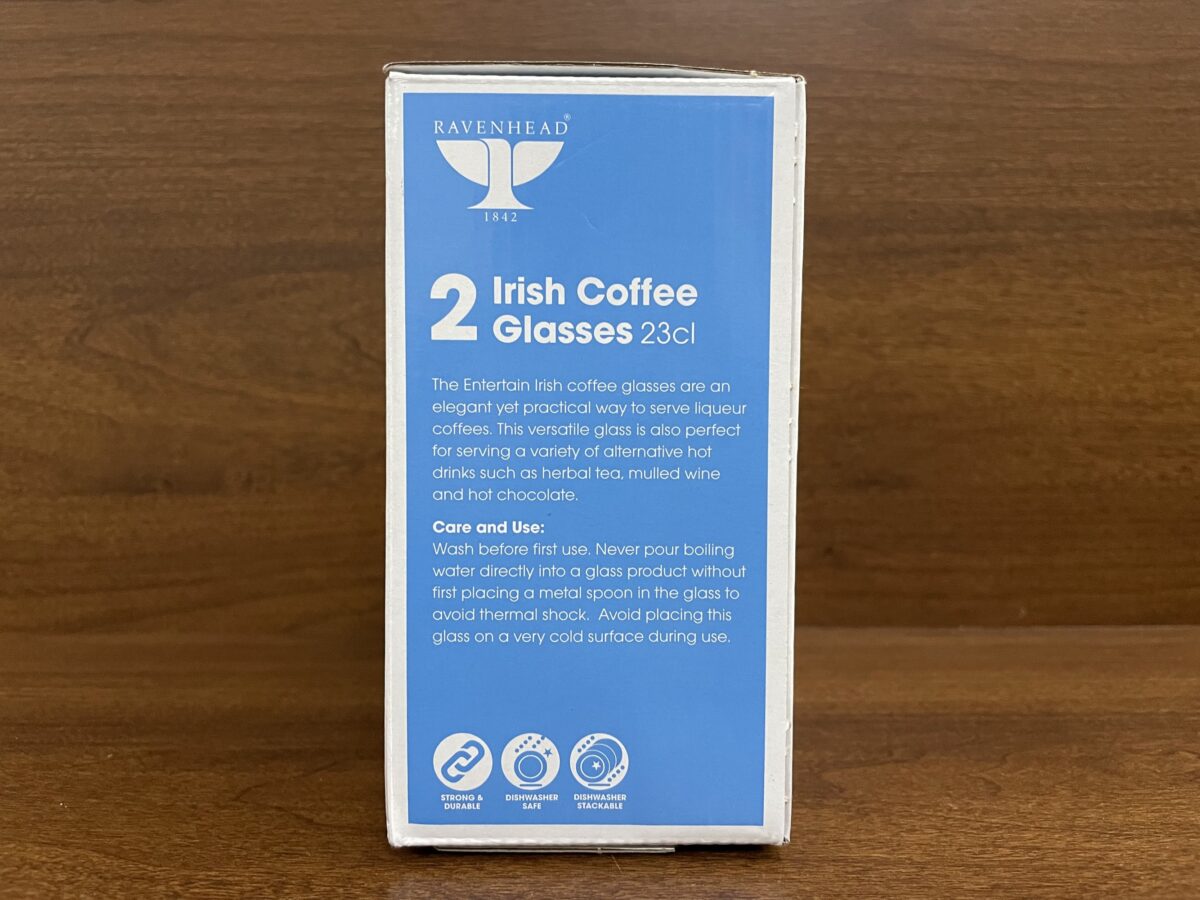 RAVENHEAD®
1842
2 Irish Coffee
Glasses 23cl
The Entertain Irish coffee glasses are an
elegant yet practical way to serve liqueur
coffees. This versatile glass is also perfect
for serving a variety of alternative hot
drinks such as herbal tea, mulled wine
and hot chocolate.
Care and Use:
Wash before first use. Never pour boiling
water directly into a glass product without
first placing a metal spoon in the glass to
avoid thermal shock.  Avoid placing this
glass on a very cold surface during use.
STRONG &
DURABLE
DISHWASHER
SAFE
DISHWASHER
STACKABLE